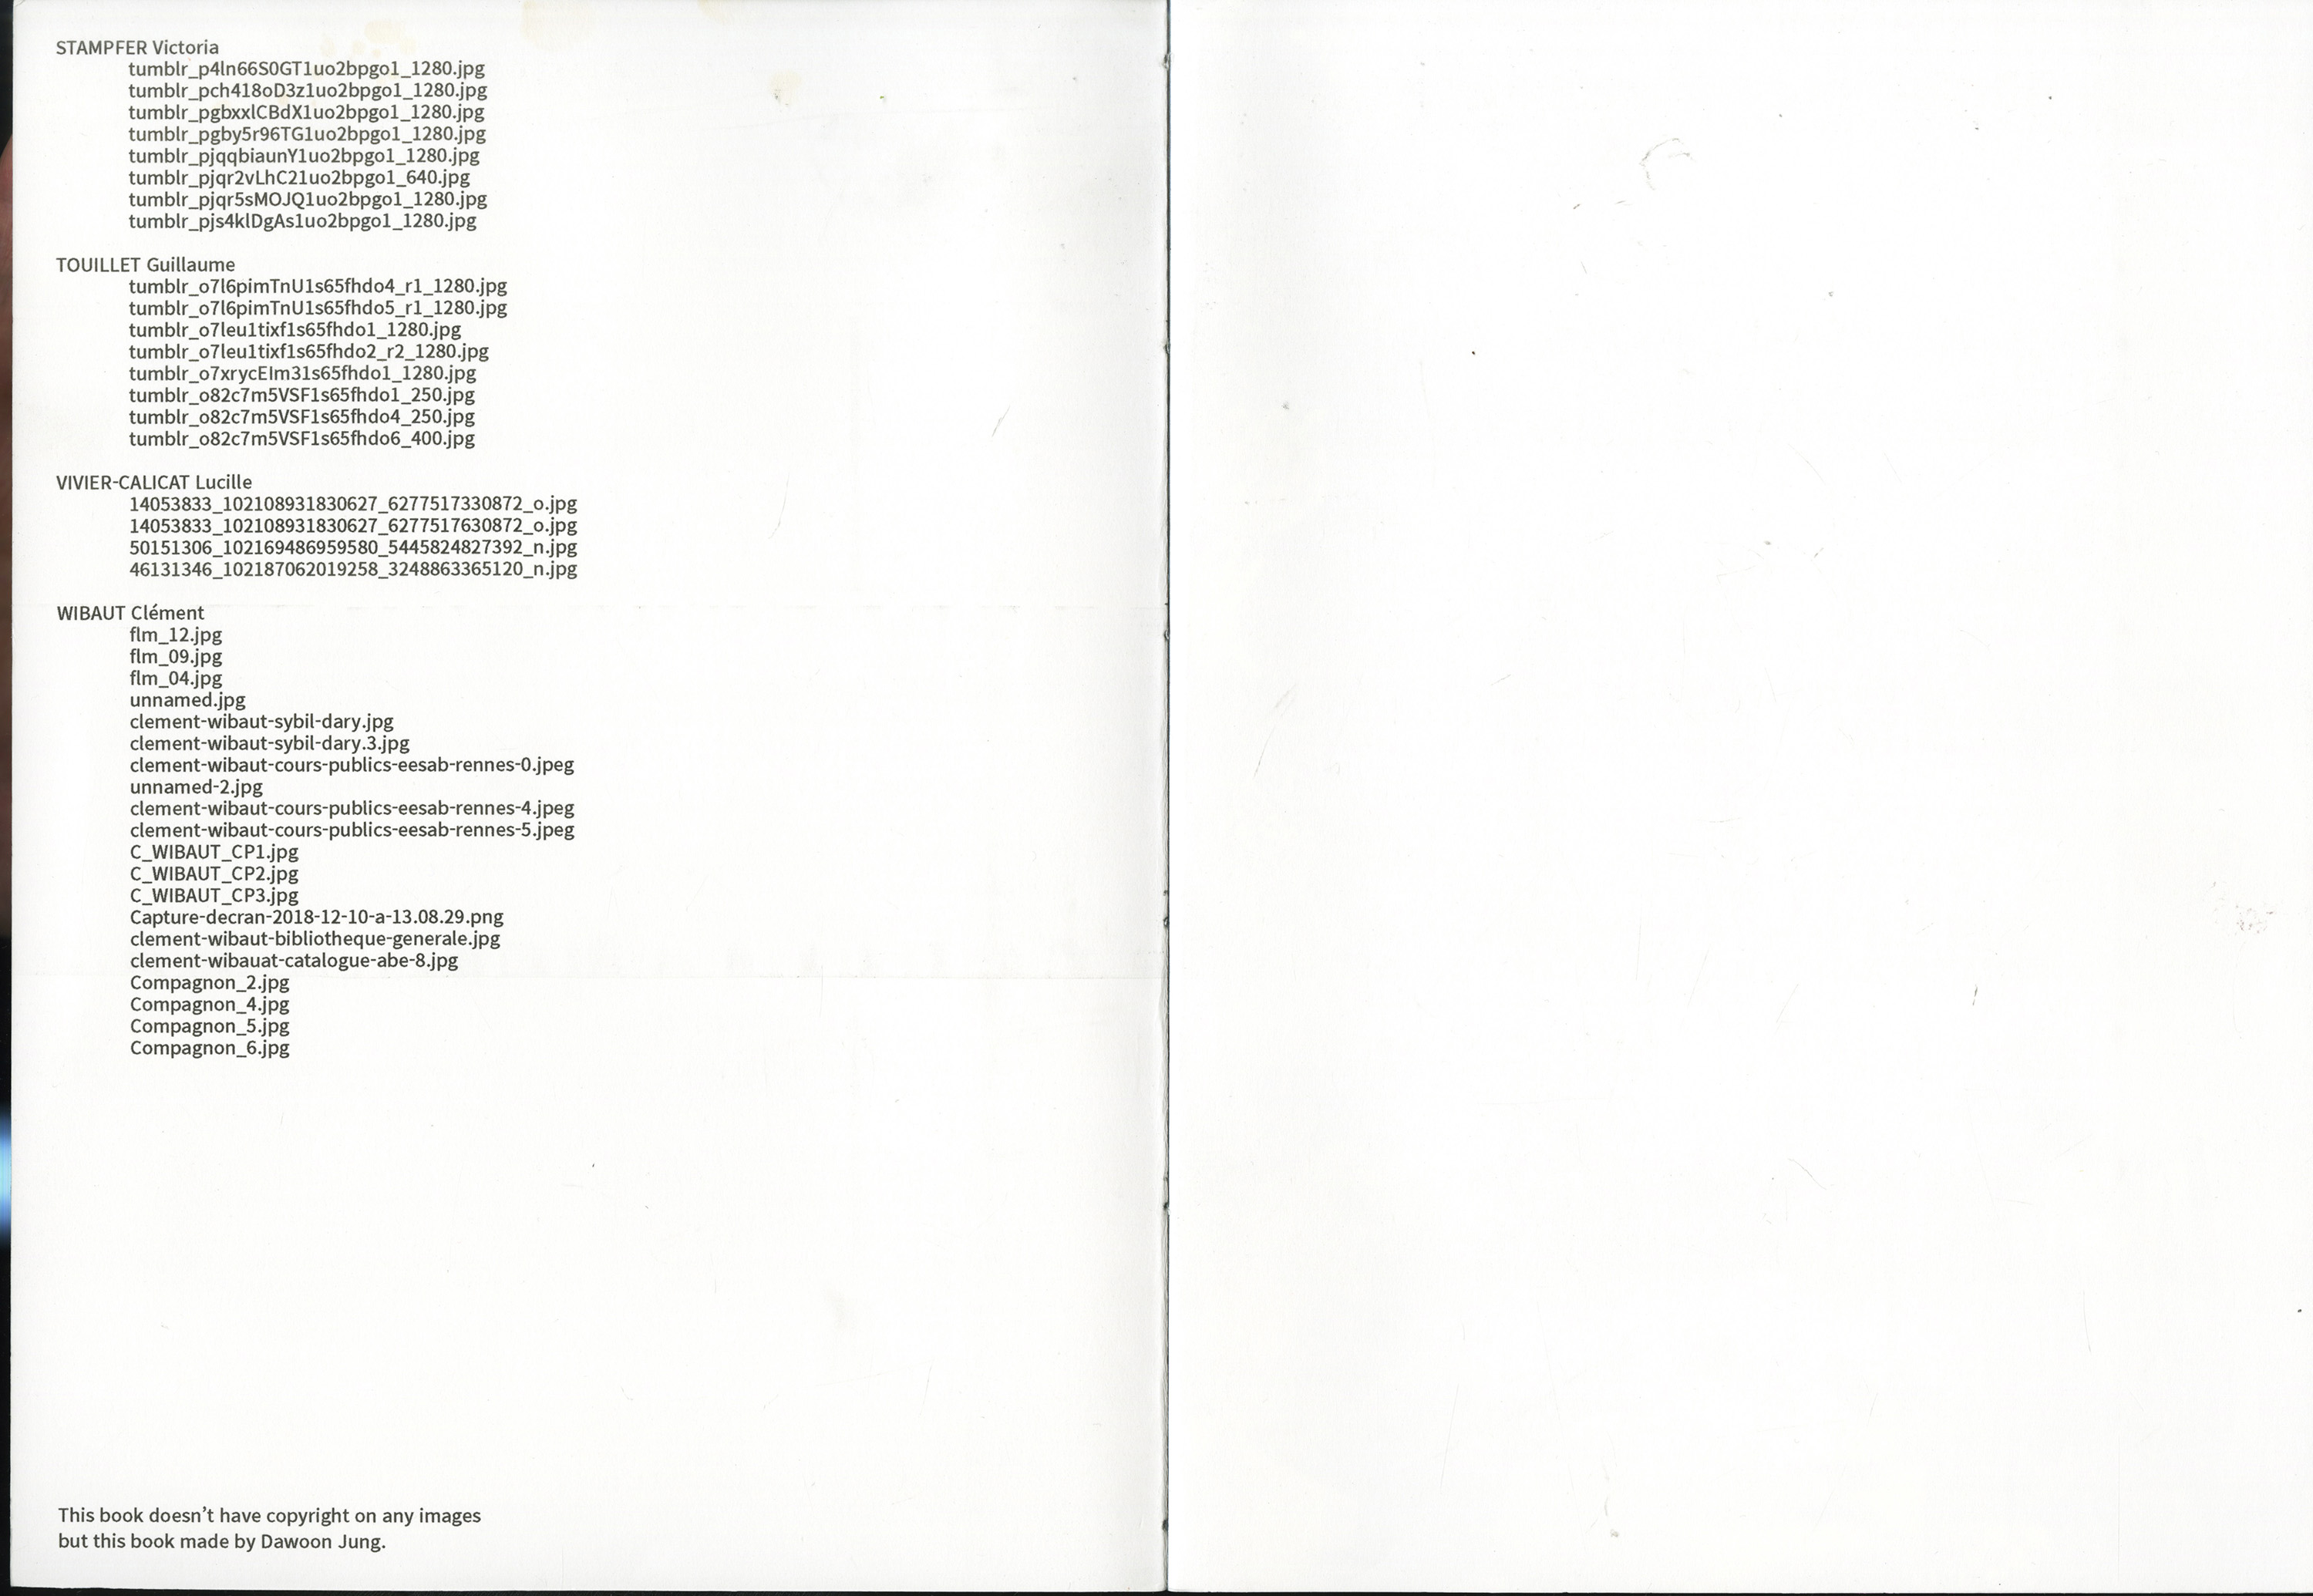 STAMPFER Victoria
tumblr_p4ln66S0GT1uo2bpgo1_1280.jpg
tumblr_pch418oD3z1uo2bpgo1_1280.jpg
tumblr_pgbxxlCBdX1uo2bpgo1_1280.jpg
tumblr_pgby5r96TG1uo2bpgo1_1280.jpg
tumblr_pjqqbiaunY1uo2bpgo1_1280.jpg
tumblr_pjqr2vLhC21uo2bpgo1_640.jpg
tumblr_pjqr5sMOJQ1uo2bpgo1_1280.jpg
tumblr_pjs4klDgAs1uo2bpgo1_1280.jpg
TOUILLET Guillaume
tumblr_o7l6pimTnU1s65fhdo4_r1_1280.jpg
tumblr_o7l6pimTnU1s65fhdo5_r1_1280.jpg
tumblr_o7leu1tixf1s65fhdo1_1280.jpg
tumblr_o7leu1tixf1s65fhdo2_r2_1280.jpg
tumblr_o7xrycEIm31s65fhdo1_1280.jpg
tumblr_o82c7m5VSF1s65fhdo1_250.jpg
tumblr_o82c7m5VSF1s65fhdo4_250.jpg
tumblr_o82c7m5VSF1s65fhdo6_400.jpg
VIVIER-CALICAT Lucille
14053833_102108931830627_6277517330872_o.jpg
14053833_102108931830627_6277517630872_o.jpg
50151306_102169486959580_5445824827392_n.jpg
46131346_102187062019258_3248863365120_n.jpg
WIBAUT Clément
flm_12.jpg
flm_09.jpg
flm_04.jpg
unnamed.jpg
clement-wibaut-sybil-dary.jpg
clement-wibaut-sybil-dary.3.jpg
clement-wibaut-cours-publics-eesab-rennes-0.jpeg
unnamed-2.jpg
clement-wibaut-cours-publics-eesab-rennes-4.jpeg
clement-wibaut-cours-publics-eesab-rennes-5.jpeg
C_WIBAUT_CP1.jpg
C_WIBAUT_CP2.jpg
C_WIBAUT_CP3.jpg
Capture-decran-2018-12-10-a-13.08.29.png
clement-wibaut-bibliotheque-generale.jpg
clement-wibauat-catalogue-abe-8.jpg
Compagnon_2.jpg
Compagnon_4.jpg
Compagnon_5.jpg
Compagnon_6.jpg
This book doesn’t have copyright on any images
but this book made by Dawoon Jung.